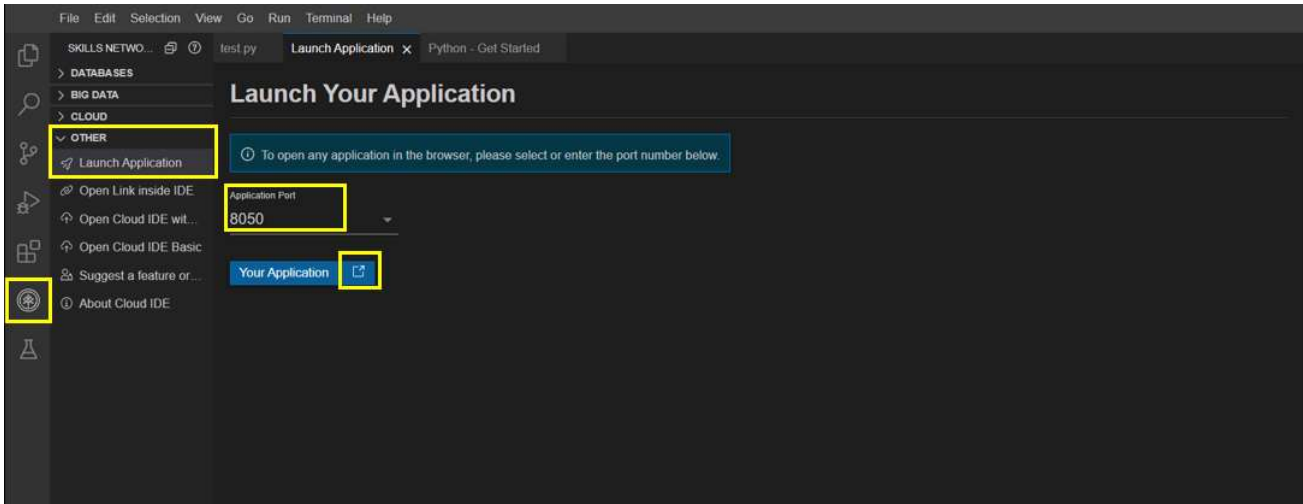 File Edit Selection View Go Run Terminal Help
SKILLS NETWO...
test.py
Launch Application
Python - Get Started
DATABASES
BIG DATA
CLOUD
OTHER
Launch Application
Open Link inside IDE
Open Cloud IDE wit...
Open Cloud IDE Basic
Suggest a feature or...
About Cloud IDE
Launch Your Application
To open any application in the browser, please select or enter the port number below.
Application Port
8050
Your Application